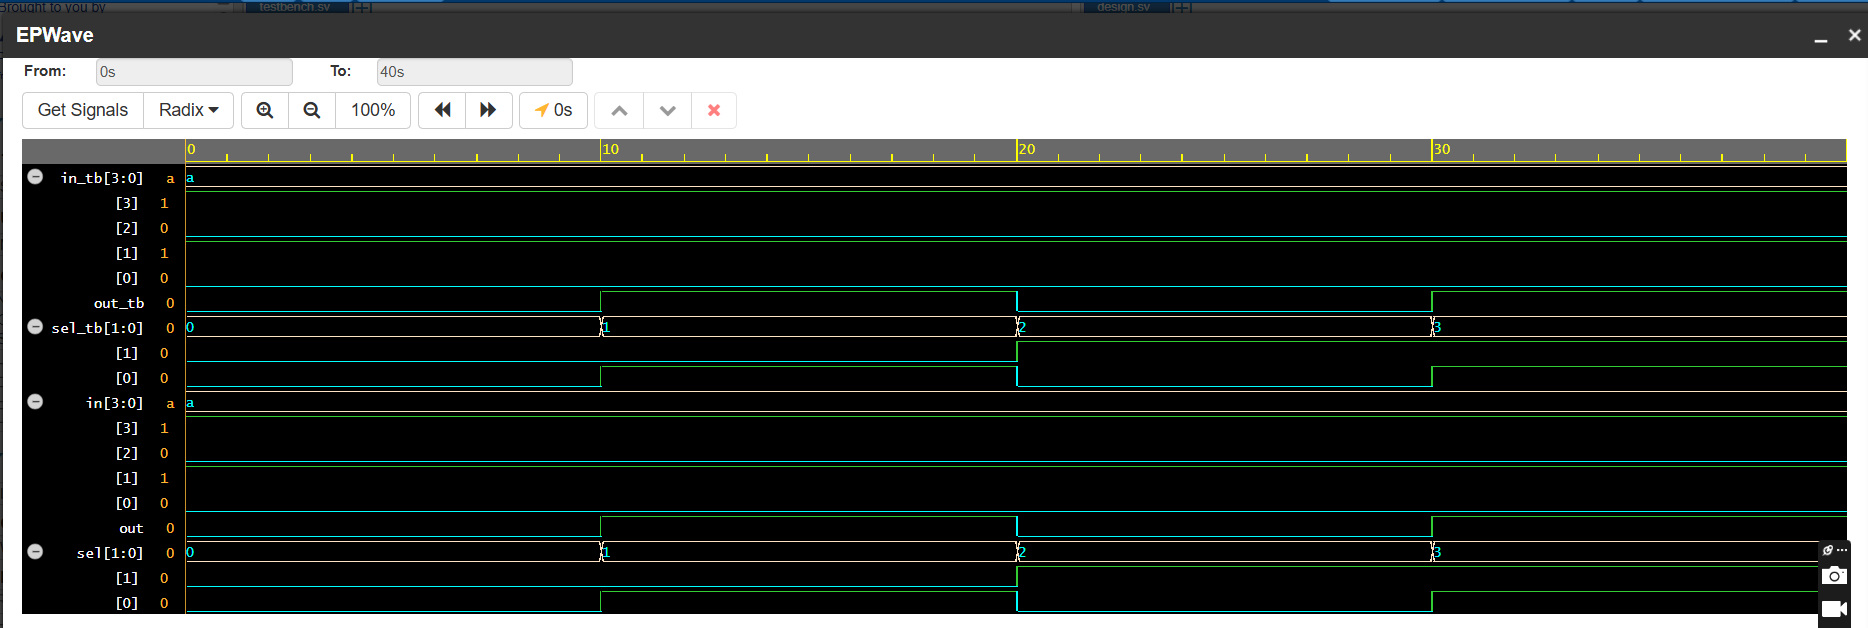 Brought to you by testbench.sv design.sv
EPWave
From: 0s To: 40s
Get Signals Radix 100% 0s
0 10 20 30
in_tb[3:0] a a
[3] 1
[2] 0
[1] 1
[0] 0
out_tb 0
sel_tb[1:0] 0 0 1 2 3
[1] 0
[0] 0
in[3:0] a a
[3] 1
[2] 0
[1] 1
[0] 0
out 0
sel[1:0] 0 0 1 2 3
[1] 0
[0] 0